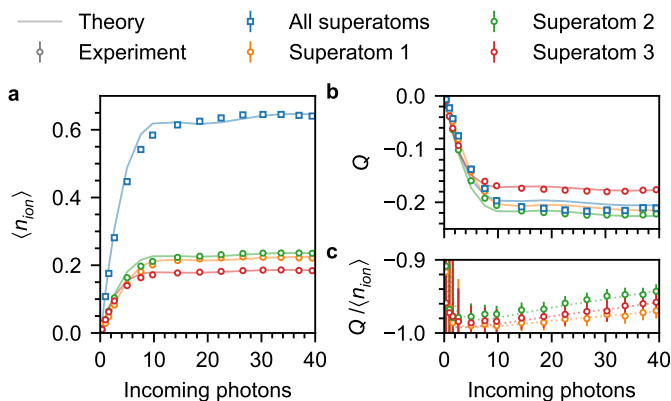 Theory
All superatoms
Superatom 2
Experiment
Superatom 1
Superatom 3
a
⟨n_ion⟩
0.6
0.4
0.2
0.0
0 10 20 30 40
Incoming photons
b
Q
0.0
−0.1
−0.2
c
Q /⟨n_ion⟩
−0.9
−1.0
0 10 20 30 40
Incoming photons